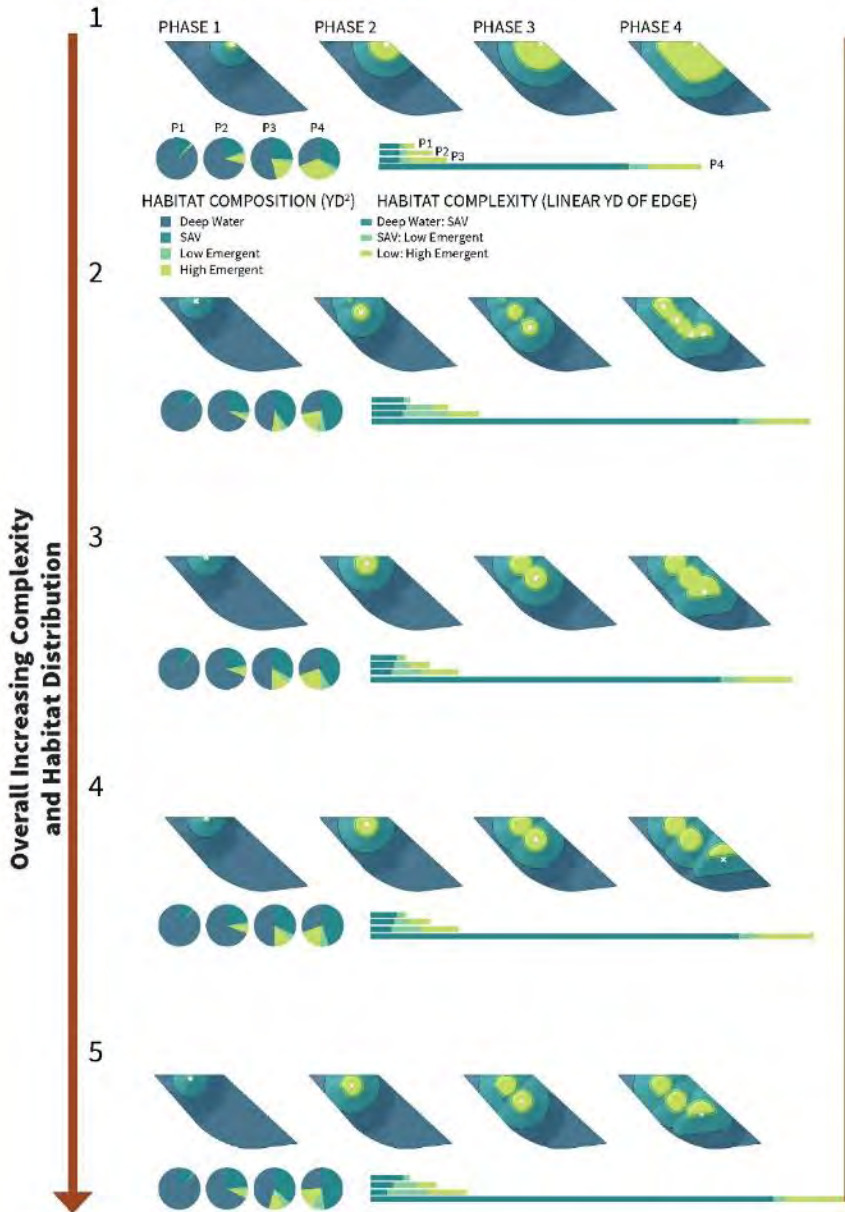 1
PHASE 1
PHASE 2
PHASE 3
PHASE 4
P1
P2
P3
P4
P1
P2
P3
P4
HABITAT COMPOSITION (YD²)
Deep Water
SAV
Low Emergent
High Emergent
HABITAT COMPLEXITY (LINEAR YD OF EDGE)
Deep Water: SAV
SAV: Low Emergent
Low: High Emergent
2
3
4
5
Overall Increasing Complexity
and Habitat Distribution